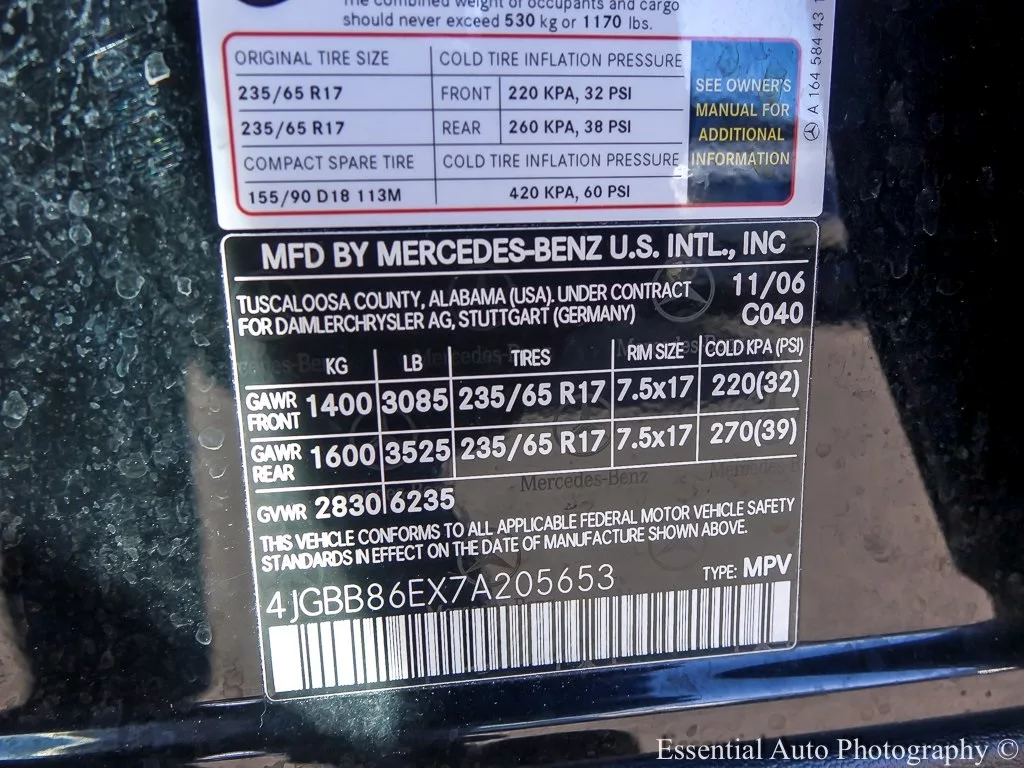 The combined weight of occupants and cargo
should never exceed 530 kg or 1170 lbs.
ORIGINAL TIRE SIZE COLD TIRE INFLATION PRESSURE
235/65 R17 FRONT 220 KPA, 32 PSI
235/65 R17 REAR 260 KPA, 38 PSI
COMPACT SPARE TIRE COLD TIRE INFLATION PRESSURE
155/90 D18 113M 420 KPA, 60 PSI
SEE OWNER'S
MANUAL FOR
ADDITIONAL
INFORMATION
A 164 584 43
MFD BY MERCEDES-BENZ U.S. INTL., INC
TUSCALOOSA COUNTY, ALABAMA (USA). UNDER CONTRACT 11/06
FOR DAIMLERCHRYSLER AG, STUTTGART (GERMANY) C040
KG LB TIRES RIM SIZE COLD KPA (PSI)
GAWR FRONT 1400 3085 235/65 R17 7.5x17 220(32)
GAWR REAR 1600 3525 235/65 R17 7.5x17 270(39)
Mercedes-Benz
GVWR 2830 6235
THIS VEHICLE CONFORMS TO ALL APPLICABLE FEDERAL MOTOR VEHICLE SAFETY
STANDARDS IN EFFECT ON THE DATE OF MANUFACTURE SHOWN ABOVE.
4JGBB86EX7A205653 TYPE: MPV
Essential Auto Photography ©